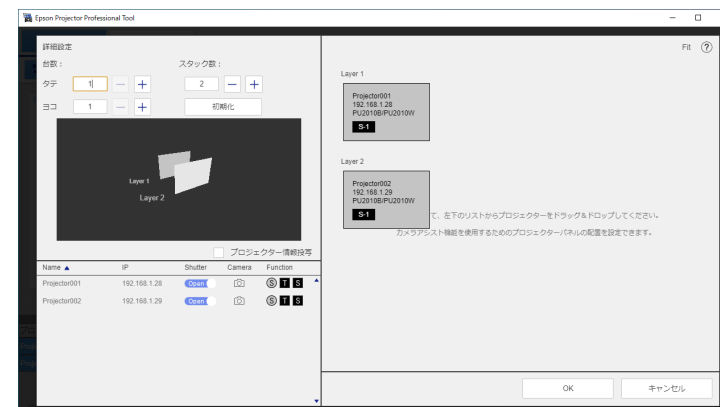 Epson Projector Professional Tool
詳細設定
台数 :
スタック数 :
タテ 1 2
ヨコ 1 初期化
Layer 1
Layer 2
プロジェクター情報投写
Name ▲ IP Shutter Camera Function
Projector001 192.168.1.28 Open S T S
Projector002 192.168.1.29 Open S T S
Fit ?
Layer 1
Projector001
192.168.1.28
PU2010B/PU2010W
S-1
Layer 2
Projector002
192.168.1.29
PU2010B/PU2010W
S-1
て、左下のリストからプロジェクターをドラッグ&ドロップしてください。
カメラアシスト機能を使用するためのプロジェクターパネルの配置を設定できます。
OK キャンセル